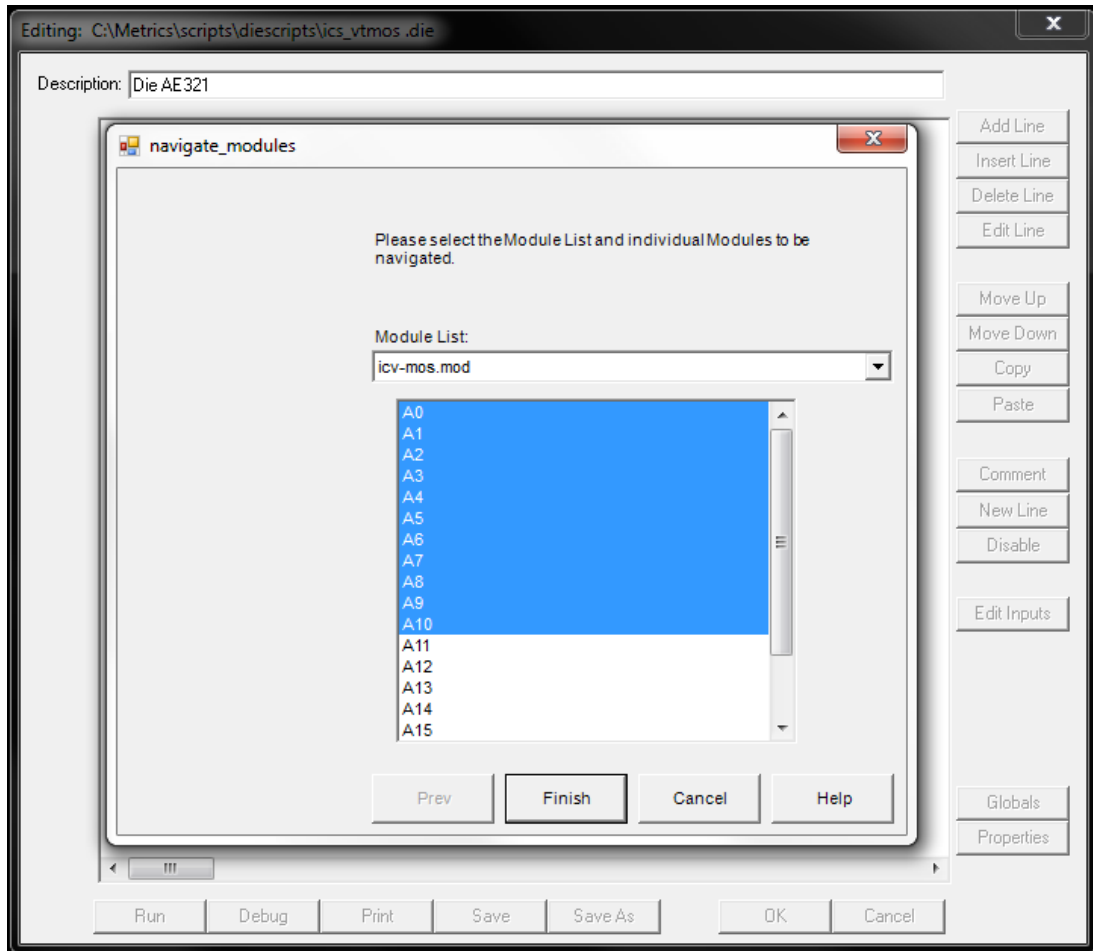 Editing: C:\Metrics\scripts\diescripts\ics_vtmos .die
X
Description: Die AE321
navigate_modules
Please select the Module List and individual Modules to be
navigated.
Module List:
icv-mos.mod
A0
A1
A2
A3
A4
A5
A6
A7
A8
A9
A10
A11
A12
A13
A14
A15
Prev Finish Cancel Help
Add Line
Insert Line
Delete Line
Edit Line
Move Up
Move Down
Copy
Paste
Comment
New Line
Disable
Edit Inputs
Globals
Properties
Run Debug Print Save Save As OK Cancel